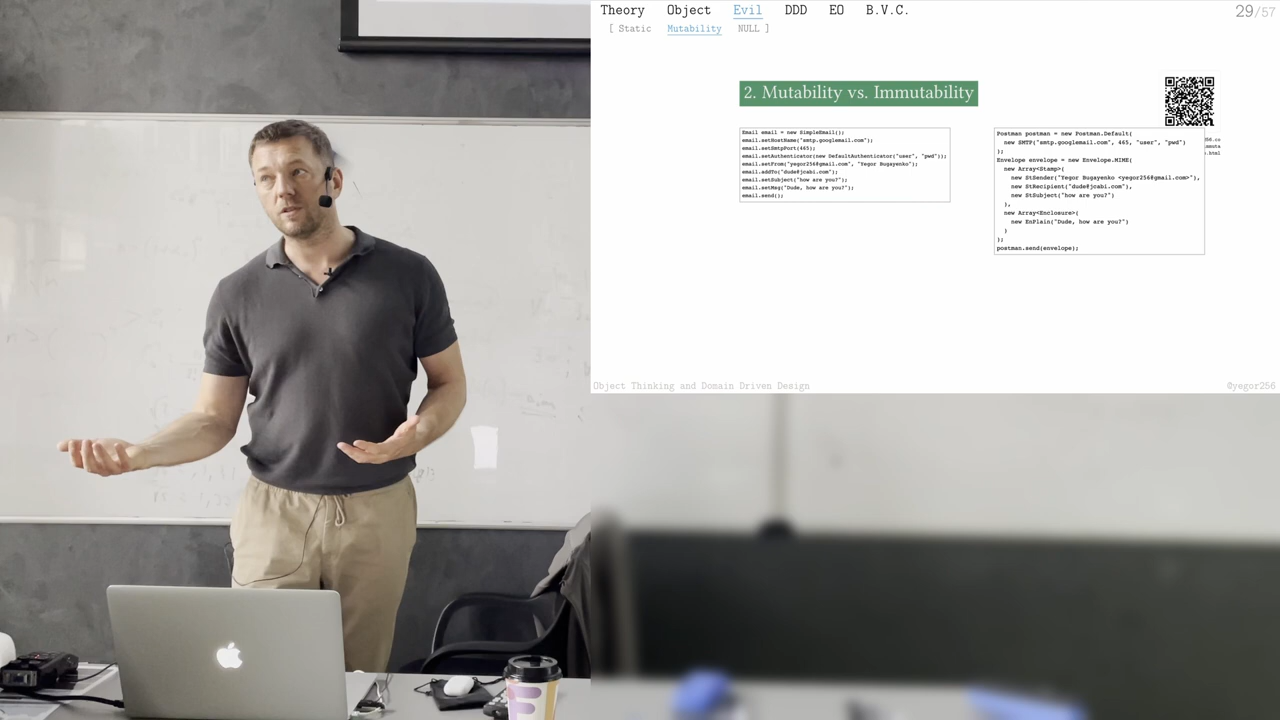 Theory Object Evil DDD EO B.V.C.
29/57
[ Static Mutability NULL ]
2. Mutability vs. Immutability
Email email = new SimpleEmail();
email.setHostName("smtp.googlemail.com");
email.setSmtpPort(465);
email.setAuthenticator(new DefaultAuthenticator("user", "pwd"));
email.setFrom("yegor256@gmail.com", "Yegor Bugayenko");
email.addTo("dude@jcabi.com");
email.setSubject("how are you?");
email.setMsg("Dude, how are you?");
email.send();
Postman postman = new Postman.Default(
new SMTP("smtp.googlemail.com", 465, "user", "pwd")
);
Envelope envelope = new Envelope.MIME(
new Array<Stamp>(
new StSender("Yegor Bugayenko <yegor256@gmail.com>"),
new StRecipient("dude@jcabi.com"),
new StSubject("how are you?")
),
new Array<Enclosure>(
new EnPlain("Dude, how are you?")
)
);
postman.send(envelope);
Object Thinking and Domain Driven Design
@yegor256